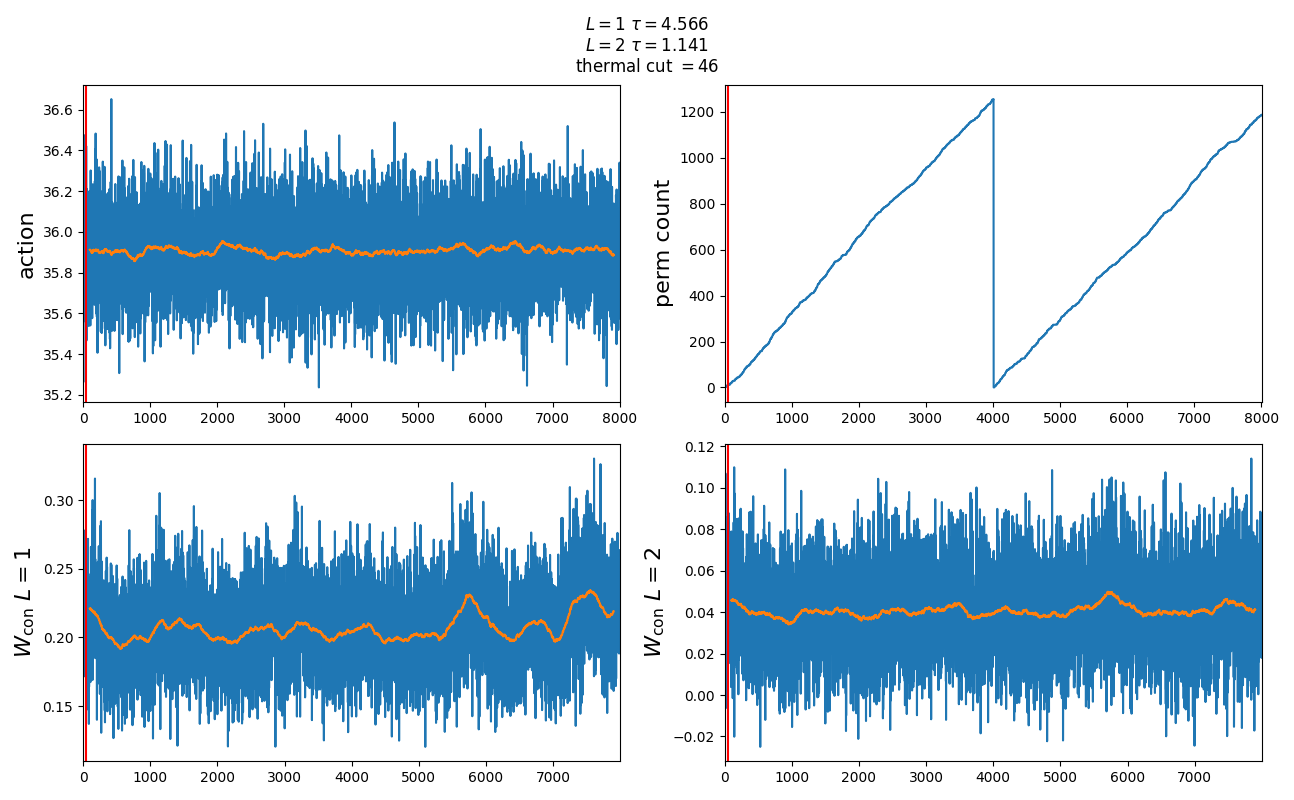 L = 1 τ = 4.566
L = 2 τ = 1.141
thermal cut = 46
action
36.6
36.4
36.2
36.0
35.8
35.6
35.4
35.2
0 1000 2000 3000 4000 5000 6000 7000 8000
perm count
1200
1000
800
600
400
200
0
0 1000 2000 3000 4000 5000 6000 7000 8000
W_con L = 1
0.30
0.25
0.20
0.15
0 1000 2000 3000 4000 5000 6000 7000
W_con L = 2
0.12
0.10
0.08
0.06
0.04
0.02
0.00
−0.02
0 1000 2000 3000 4000 5000 6000 7000